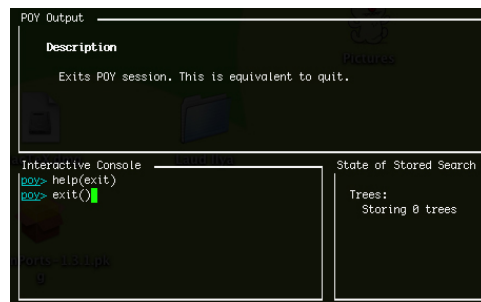 POY Output
Description
Exits POY session. This is equivalent to quit.
Pictures
Interactive Console
State of Stored Search
poy> help(exit)
poy> exit()
Trees:
Storing 0 trees